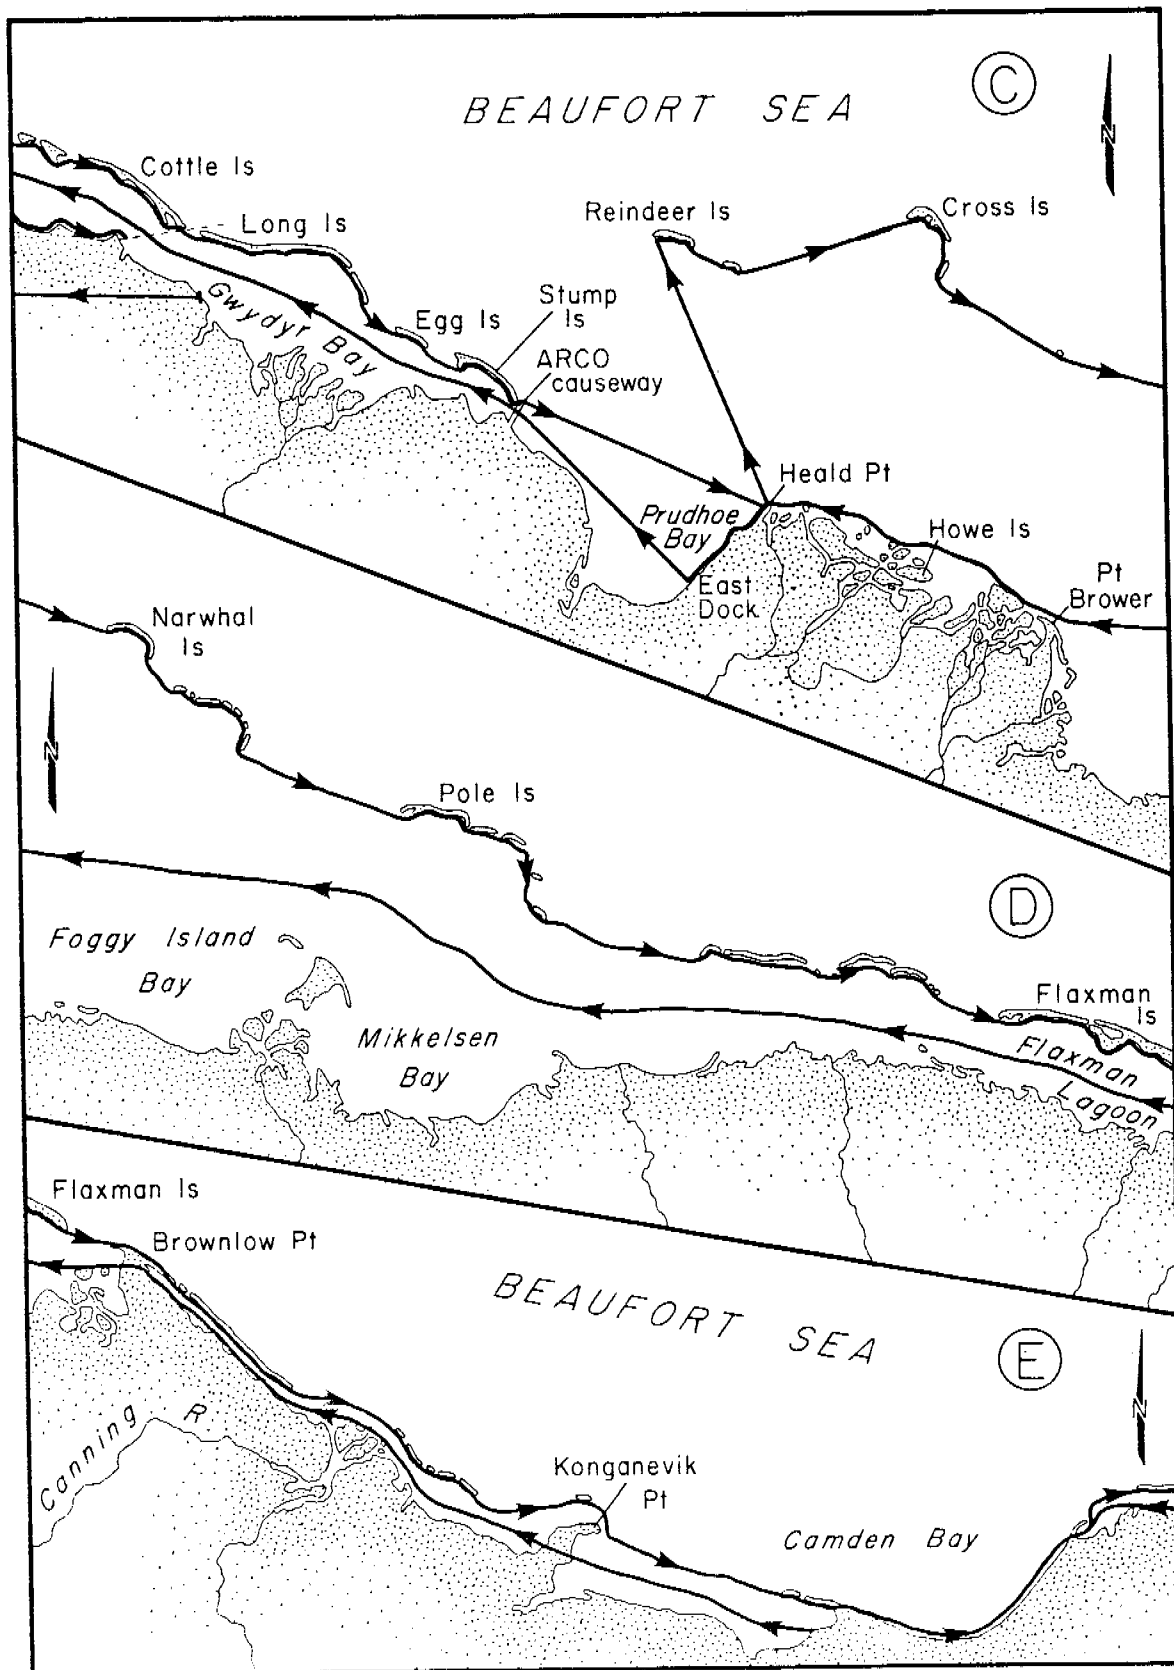 C
BEAUFORT SEA
N
Cottle Is
Reindeer Is
Cross Is
Long Is
Stump
Is
Gwydyr Bay
Egg Is
ARCO
causeway
Heald Pt
Prudhoe
Bay
Howe Is
East
Dock
Pt
Brower
Narwhal
Is
N
Pole Is
D
Foggy Island
Bay
Flaxman
Is
Mikkelsen
Bay
Flaxman
Lagoon
Flaxman Is
Brownlow Pt
BEAUFORT SEA
E
N
Canning R
Konganevik
Pt
Camden Bay